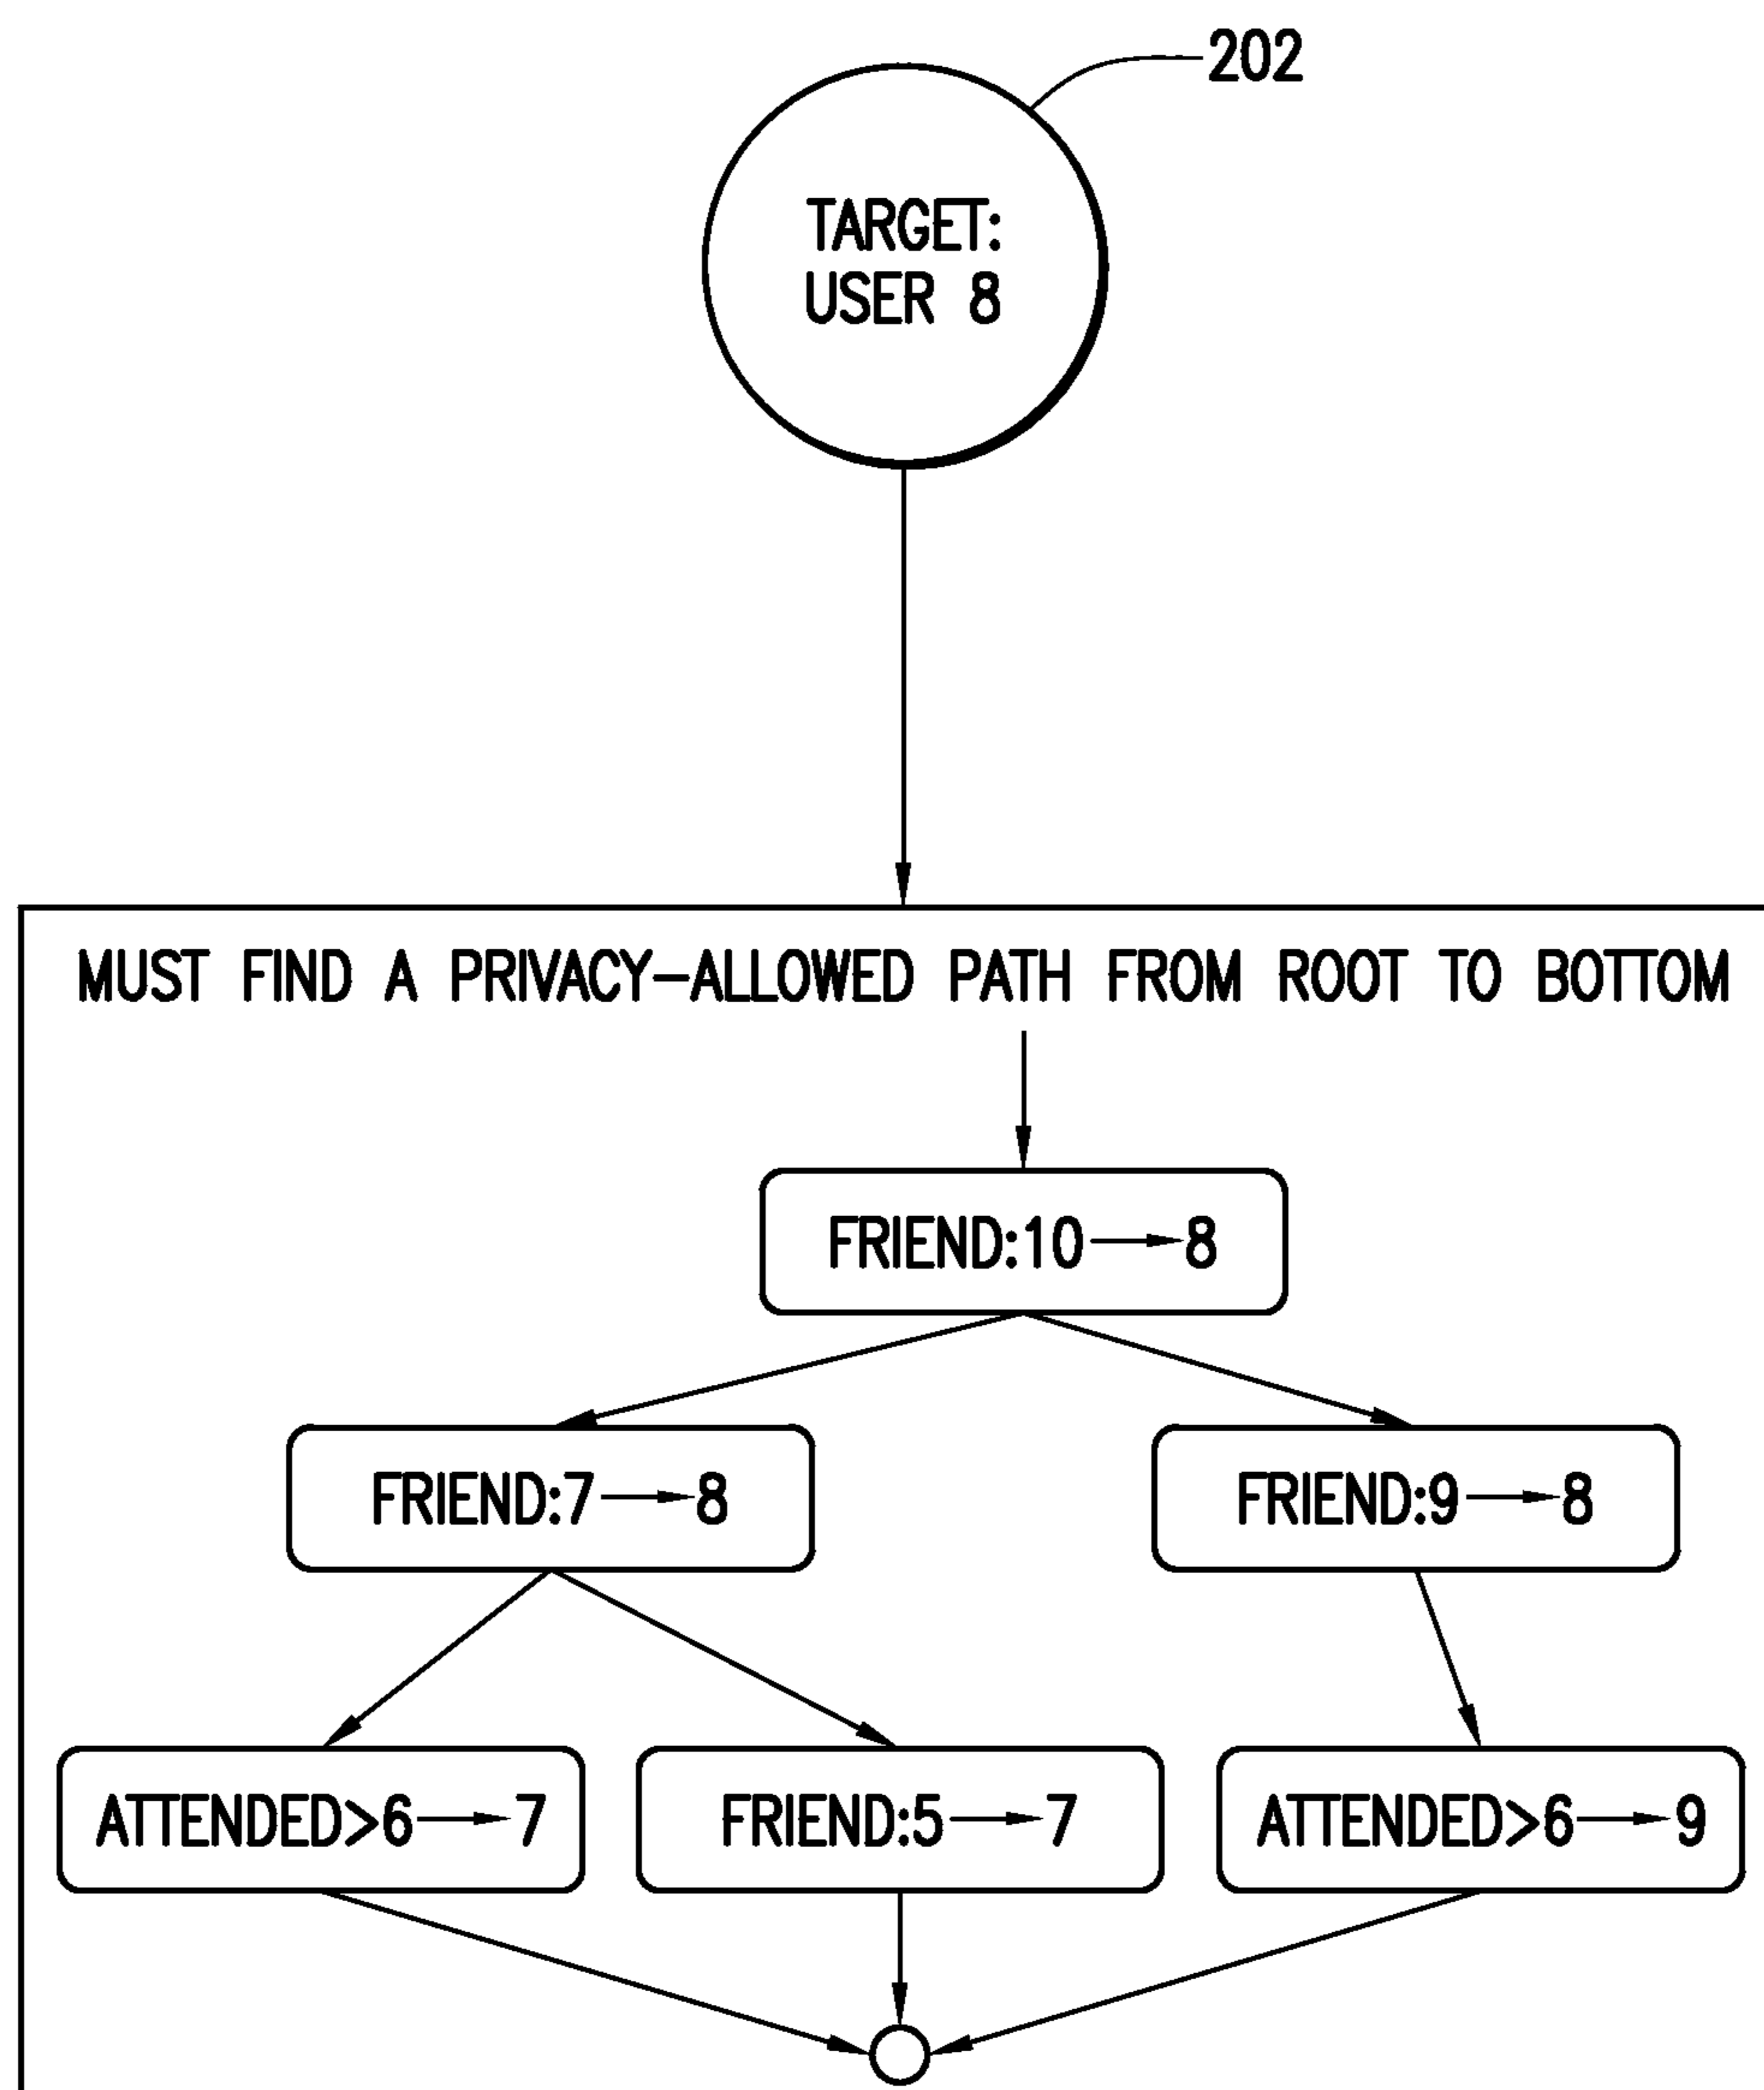 202
TARGET:
USER 8
MUST FIND A PRIVACY-ALLOWED PATH FROM ROOT TO BOTTOM
FRIEND:10→8
FRIEND:7→8
FRIEND:9→8
ATTENDED>6→7
FRIEND:5→7
ATTENDED>6→9